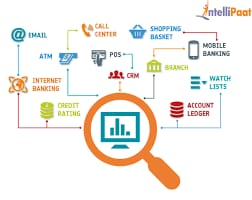 intelliPaat
EMAIL
CALL
CENTER
SHOPPING
BASKET
ATM
POS
MOBILE
BANKING
CRM
BRANCH
INTERNET
BANKING
WATCH
LISTS
CREDIT
RATING
ACCOUNT
LEDGER